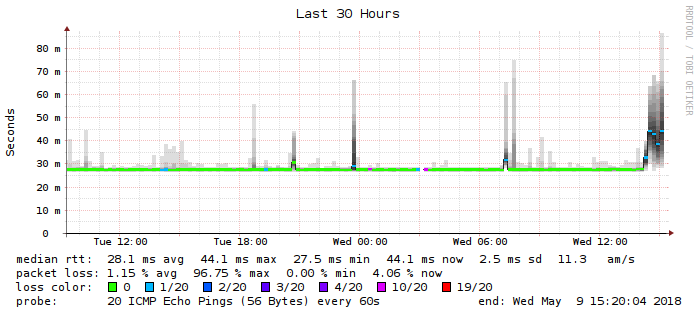 Last 30 Hours
RRDTOOL / TOBI OETIKER
Seconds
80 m
70 m
60 m
50 m
40 m
30 m
20 m
10 m
0
Tue 12:00 Tue 18:00 Wed 00:00 Wed 06:00 Wed 12:00
median rtt: 28.1 ms avg 44.1 ms max 27.5 ms min 44.1 ms now 2.5 ms sd 11.3 am/s
packet loss: 1.15 % avg 96.75 % max 0.00 % min 4.06 % now
loss color: 0 1/20 2/20 3/20 4/20 10/20 19/20
probe: 20 ICMP Echo Pings (56 Bytes) every 60s end: Wed May 9 15:20:04 2018